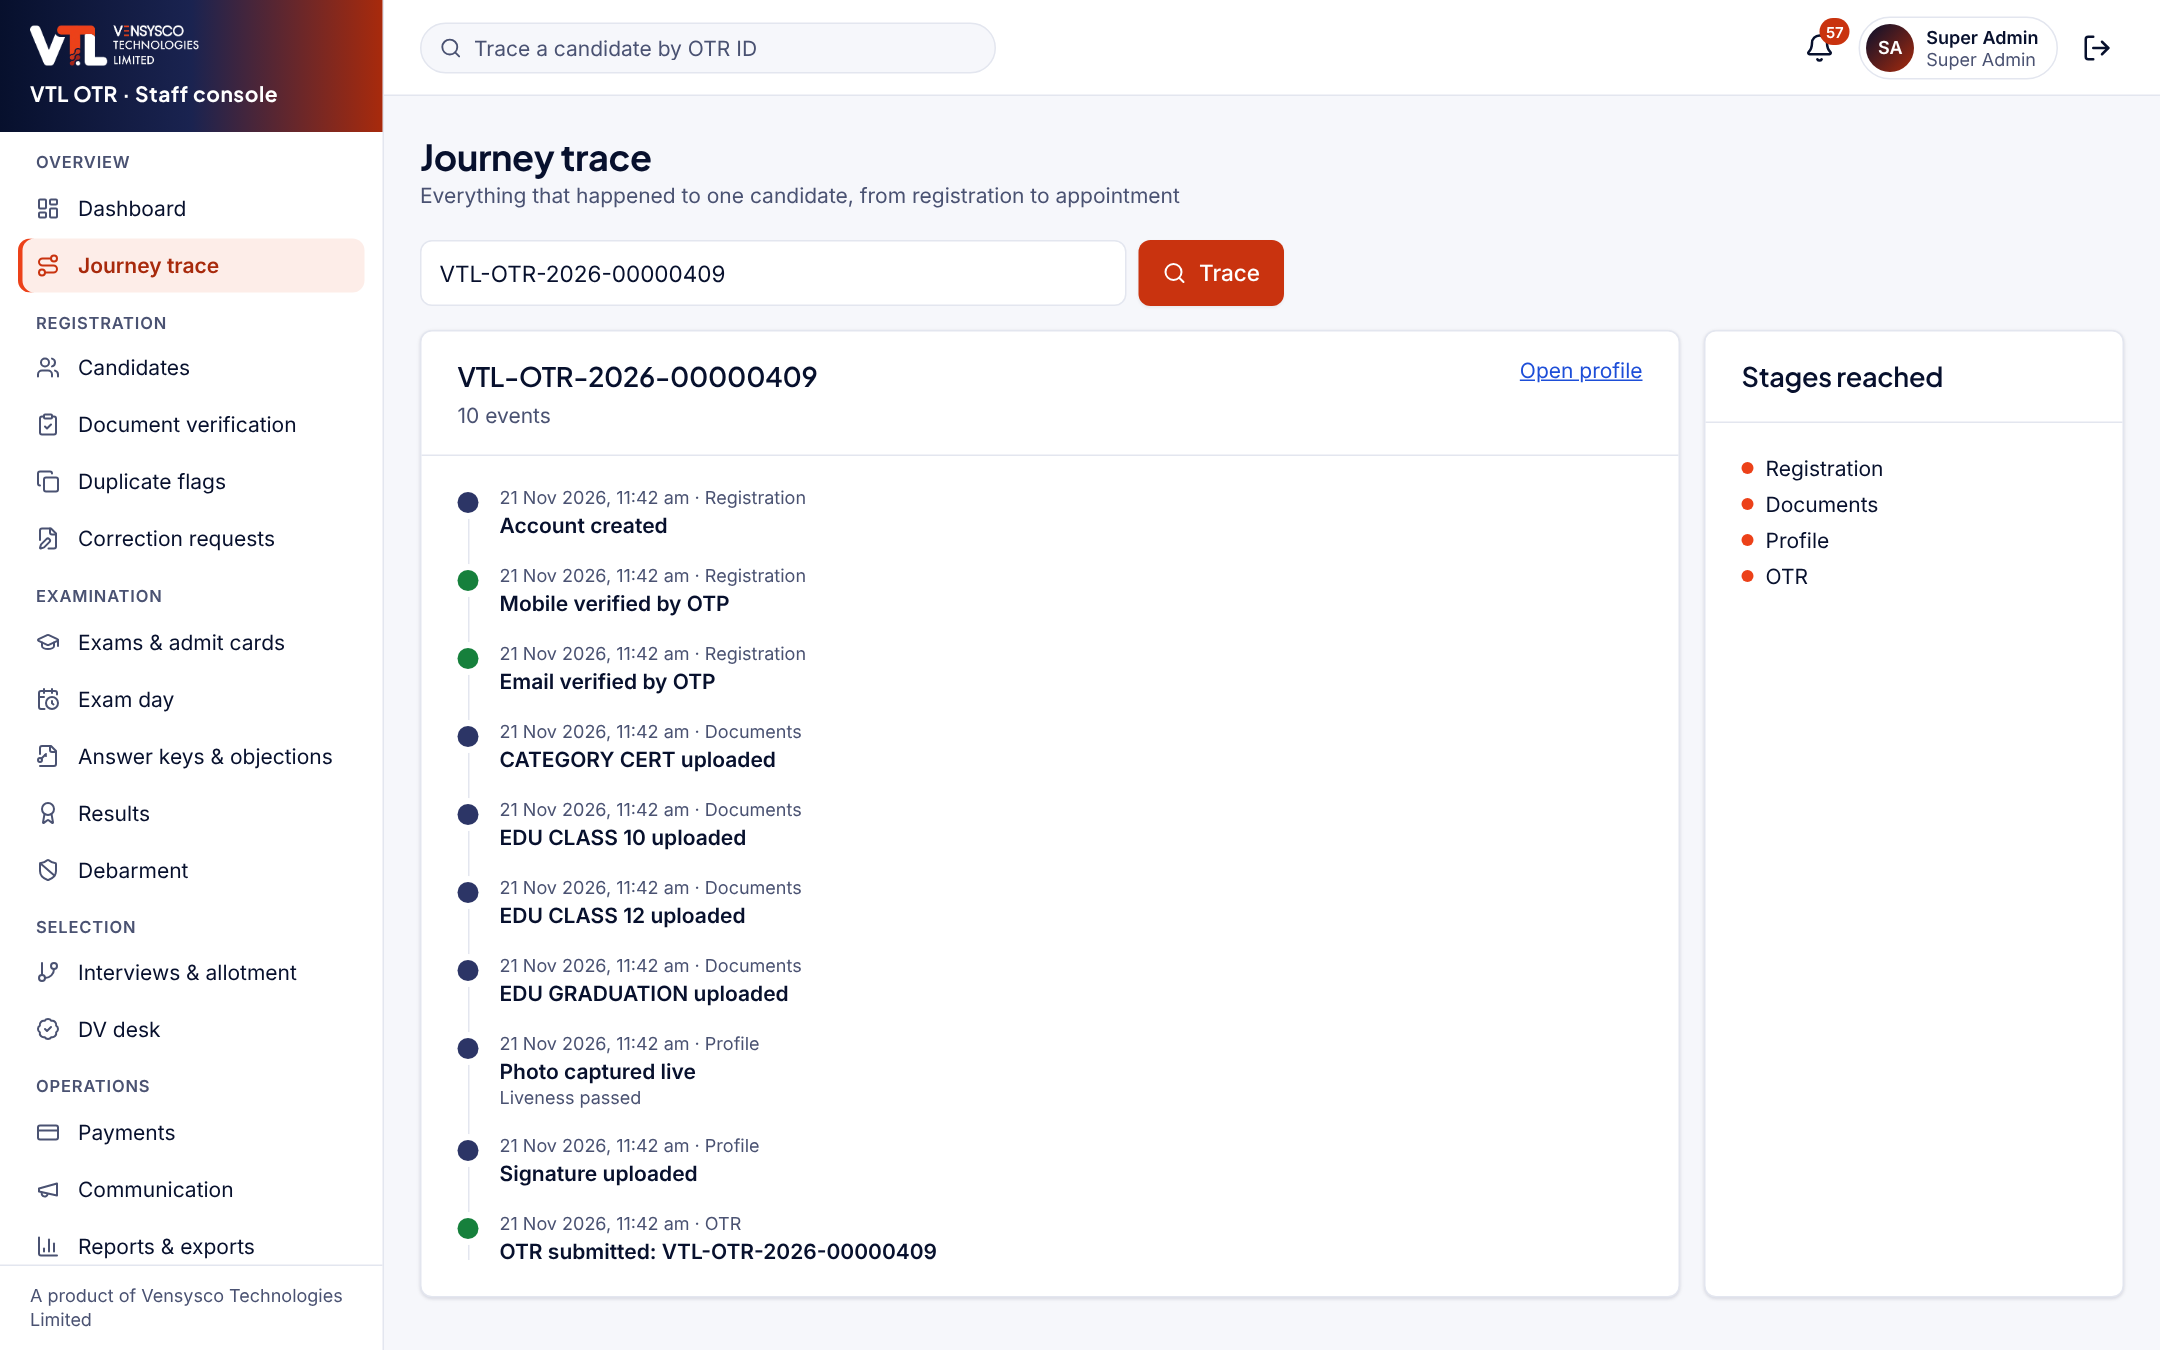 VTL VENSYSCO
TECHNOLOGIES
LIMITED
VTL OTR · Staff console
Trace a candidate by OTR ID
57
SA
Super Admin
Super Admin
OVERVIEW
Dashboard
Journey trace
REGISTRATION
Candidates
Document verification
Duplicate flags
Correction requests
EXAMINATION
Exams & admit cards
Exam day
Answer keys & objections
Results
Debarment
SELECTION
Interviews & allotment
DV desk
OPERATIONS
Payments
Communication
Reports & exports
A product of Vensysco Technologies
Limited
Journey trace
Everything that happened to one candidate, from registration to appointment
VTL-OTR-2026-00000409
Trace
VTL-OTR-2026-00000409
Open profile
10 events
21 Nov 2026, 11:42 am · Registration
Account created
21 Nov 2026, 11:42 am · Registration
Mobile verified by OTP
21 Nov 2026, 11:42 am · Registration
Email verified by OTP
21 Nov 2026, 11:42 am · Documents
CATEGORY CERT uploaded
21 Nov 2026, 11:42 am · Documents
EDU CLASS 10 uploaded
21 Nov 2026, 11:42 am · Documents
EDU CLASS 12 uploaded
21 Nov 2026, 11:42 am · Documents
EDU GRADUATION uploaded
21 Nov 2026, 11:42 am · Profile
Photo captured live
Liveness passed
21 Nov 2026, 11:42 am · Profile
Signature uploaded
21 Nov 2026, 11:42 am · OTR
OTR submitted: VTL-OTR-2026-00000409
Stages reached
Registration
Documents
Profile
OTR